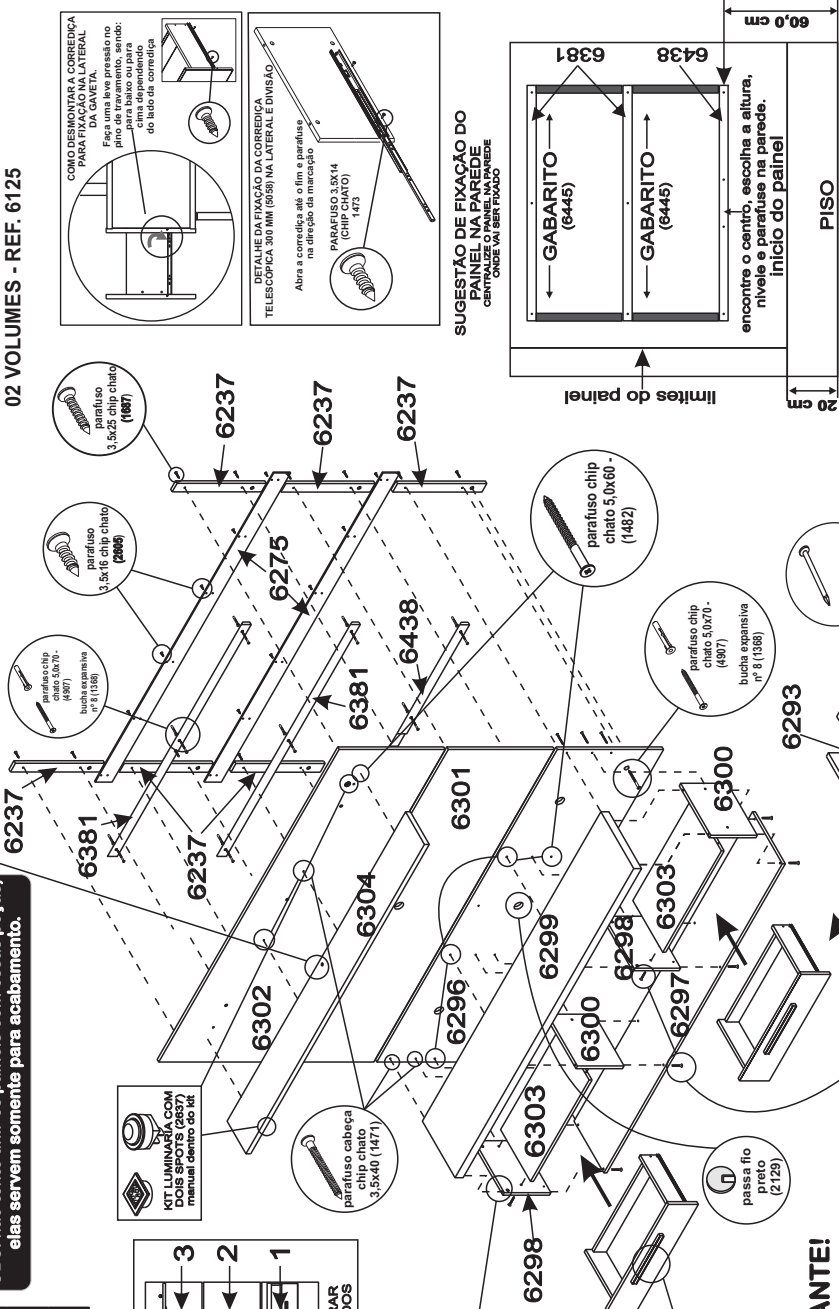 02 VOLUMES - REF. 6125
COMO DESMONTAR A CORREDIÇA
PARA FIXAÇÃO NA LATERAL
DA GAVETA.
Faça uma leve pressão no
pino de travamento, sendo:
para baixo ou para
cima dependendo
do lado da corrediça
DETALHE DA FIXAÇÃO DA CORREDIÇA
TELESCÓPICA 300 MM (5058) NA LATERAL E DIVISÃO
Abra a corrediça até o fim e parafuse
na direção da marcação
PARAFUSO 3,5X14
(CHIP CHATO)
1473
SUGESTÃO DE FIXAÇÃO DO
PAINEL NA PAREDE
CENTRALIZE O PAINEL NA PAREDE
ONDE VAI SER FIXADO
6381
6438
GABARITO
(6445)
GABARITO
(6445)
encontre o centro, escolha a altura,
nivele e parafuse na parede.
inicio do painel
limites do painel
60,0 cm
20 cm
PISO
parafuso
3,5x25 chip chato
(1687)
parafuso
3,5x16 chip chato
(2605)
parafuso chip
chato 5,0x70 -
(4907)
bucha expansiva
nº 8 (1368)
6237
6237
6237
6275
6237
6381
6237
6381
6438
parafuso chip
chato 5,0x60 -
(1482)
parafuso chip
chato 5,0x70 -
(4907)
bucha expansiva
nº 8 (1368)
6293
elas servem somente para acabamento.
KIT LUMINARIA COM
DOIS SPOTS (2637)
manual dentro do kit
6302
6304
6301
parafuso cabeça
chip chato
3,5x40 (1471)
6296
6299
6300
6303
6298
6297
6300
6303
6298
passa fio
preto
(2129)
3
2
1
RAR
DOS
ANTE!